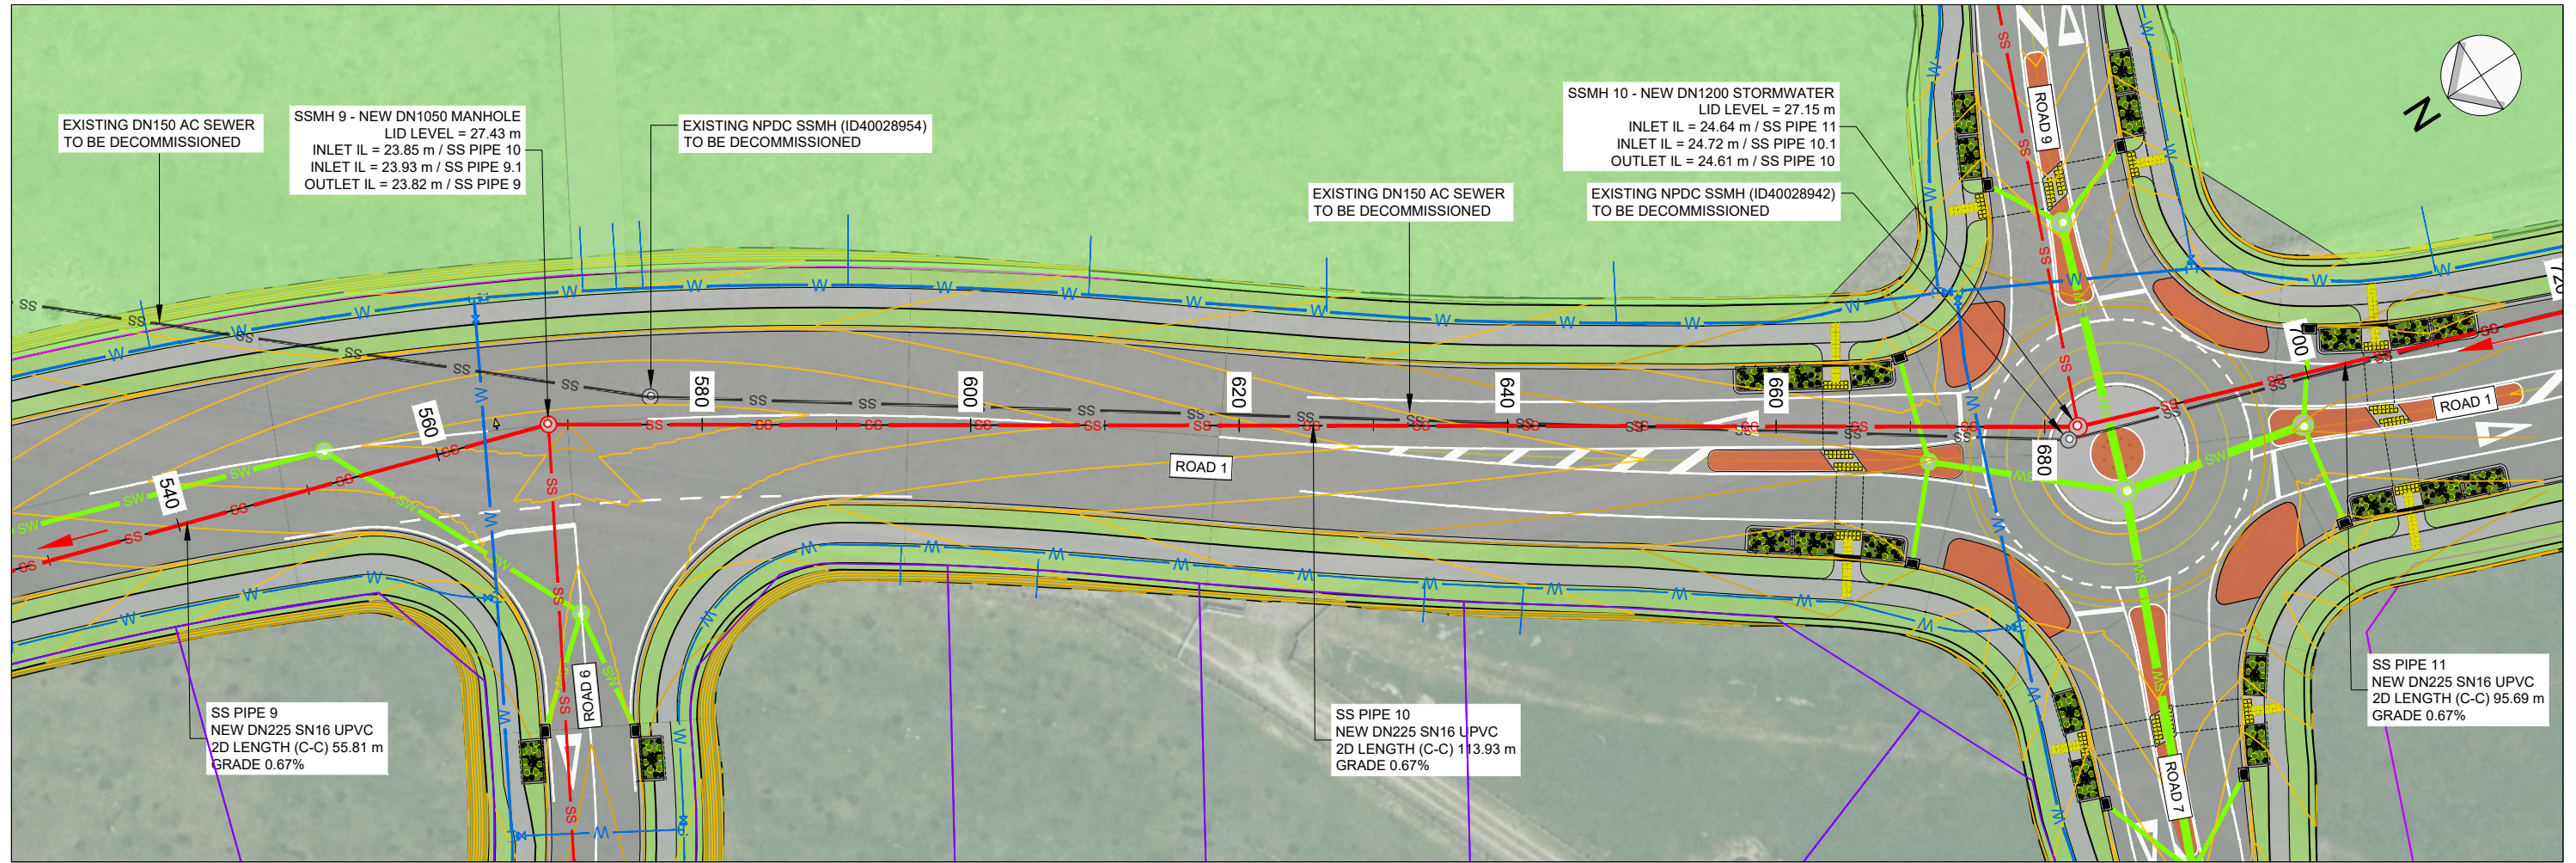 EXISTING DN150 AC SEWER
TO BE DECOMMISSIONED
SSMH 9 - NEW DN1050 MANHOLE
LID LEVEL = 27.43 m
INLET IL = 23.85 m / SS PIPE 10
INLET IL = 23.93 m / SS PIPE 9.1
OUTLET IL = 23.82 m / SS PIPE 9
EXISTING NPDC SSMH (ID40028954)
TO BE DECOMMISSIONED
EXISTING DN150 AC SEWER
TO BE DECOMMISSIONED
SSMH 10 - NEW DN1200 STORMWATER
LID LEVEL = 27.15 m
INLET IL = 24.64 m / SS PIPE 11
INLET IL = 24.72 m / SS PIPE 10.1
OUTLET IL = 24.61 m / SS PIPE 10
EXISTING NPDC SSMH (ID40028942)
TO BE DECOMMISSIONED
N
ROAD 9
540
560
580
600
620
640
660
680
700
720
ROAD 1
ROAD 1
ROAD 6
ROAD 7
SS PIPE 9
NEW DN225 SN16 UPVC
2D LENGTH (C-C) 55.81 m
GRADE 0.67%
SS PIPE 10
NEW DN225 SN16 UPVC
2D LENGTH (C-C) 113.93 m
GRADE 0.67%
SS PIPE 11
NEW DN225 SN16 UPVC
2D LENGTH (C-C) 95.69 m
GRADE 0.67%